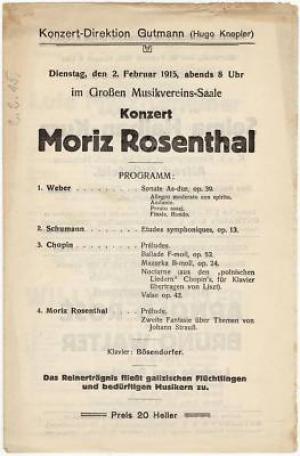 2. 2. 15.
Konzert-Direktion Gutmann (Hugo Knepler)
Dienstag, den 2. Februar 1915, abends 8 Uhr
im Großen Musikvereins-Saale
Konzert
Moriz Rosenthal
PROGRAMM:
1. Weber . . . . . . . . . . Sonate As-dur, op. 39.
Allegro moderato con spirito.
Andante.
Presto assai.
Finale. Rondo.
2. Schumann . . . . . . . . Etudes symphoniques, op. 13.
3. Chopin . . . . . . . . . . Préludes.
Ballade F-moll, op. 52.
Mazurka B-moll, op. 24.
Nocturne (aus den „polnischen
Liedern“ Chopin's, für Klavier
übertragen von Liszt).
Valse op. 42.
4. Moriz Rosenthal . . . . . Prélude.
Zweite Fantasie über Themen von
Johann Strauß.
Klavier: Bösendorfer.
Das Reinerträgnis fließt galizischen Flüchtlingen
und bedürftigen Musikern zu.
Preis 20 Heller